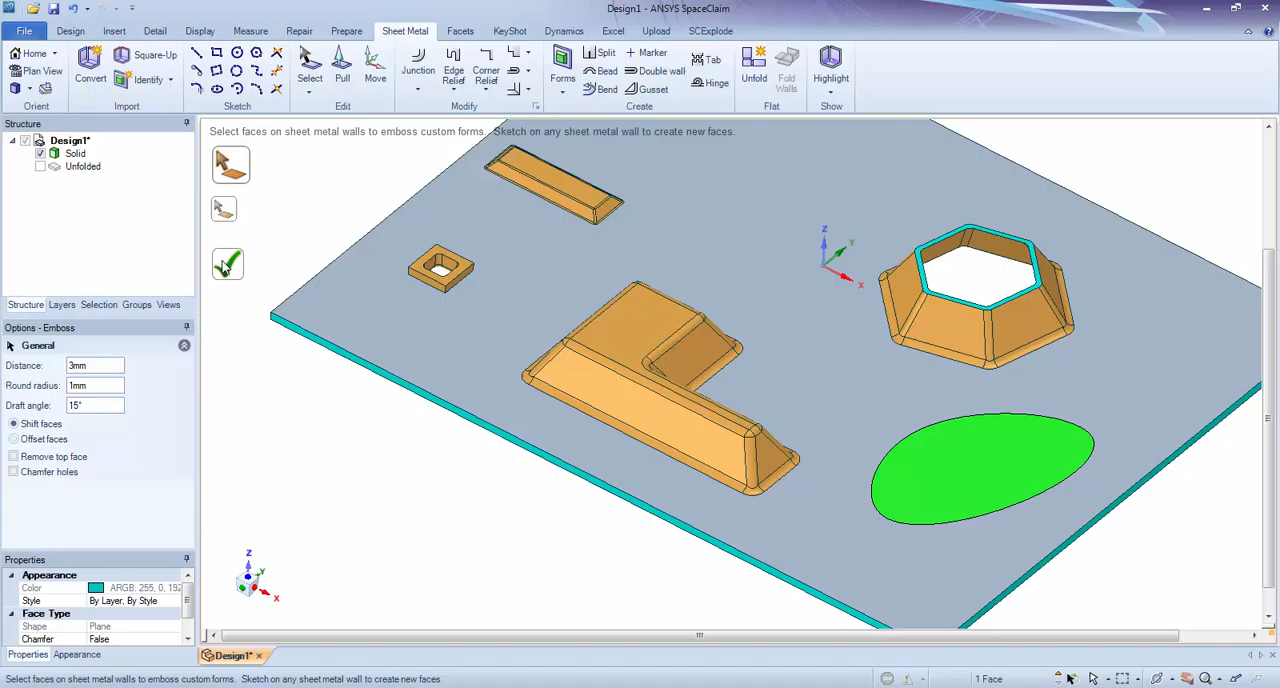 Design1 - ANSYS SpaceClaim
File Design Insert Detail Display Measure Repair Prepare Sheet Metal Facets KeyShot Dynamics Excel Upload SCExplode
Home
Plan View
Orient
Convert
Square-Up
Identify
Import
Sketch
Select
Pull
Move
Edit
Junction
Edge Relief
Corner Relief
Modify
Forms
Split
Bead
Bend
Marker
Double wall
Gusset
Tab
Hinge
Create
Unfold
Fold Walls
Flat
Highlight
Show
Structure
Design1*
Solid
Unfolded
Structure Layers Selection Groups Views
Options - Emboss
General
Distance: 3mm
Round radius: 1mm
Draft angle: 15°
Shift faces
Offset faces
Remove top face
Chamfer holes
Properties
Appearance
Color ARGB: 255, 0, 192
Style By Layer, By Style
Face Type
Shape Plane
Chamfer False
Properties Appearance
Select faces on sheet metal walls to emboss custom forms. Sketch on any sheet metal wall to create new faces.
Z
Y
X
Z
Y
X
Design1*
Select faces on sheet metal walls to emboss custom forms. Sketch on any sheet metal wall to create new faces.
1 Face